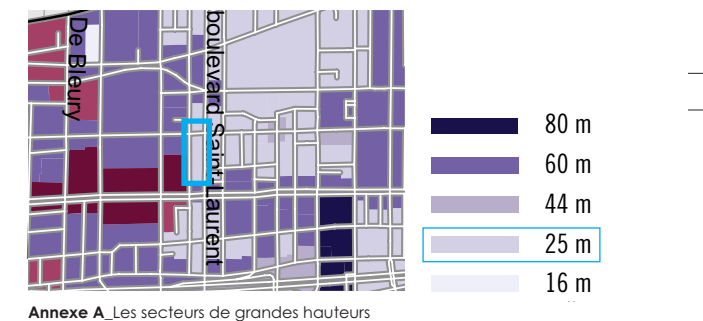 De Bleury
boulevard Saint-Laurent
80 m
60 m
44 m
25 m
16 m
Annexe A_Les secteurs de grandes hauteurs